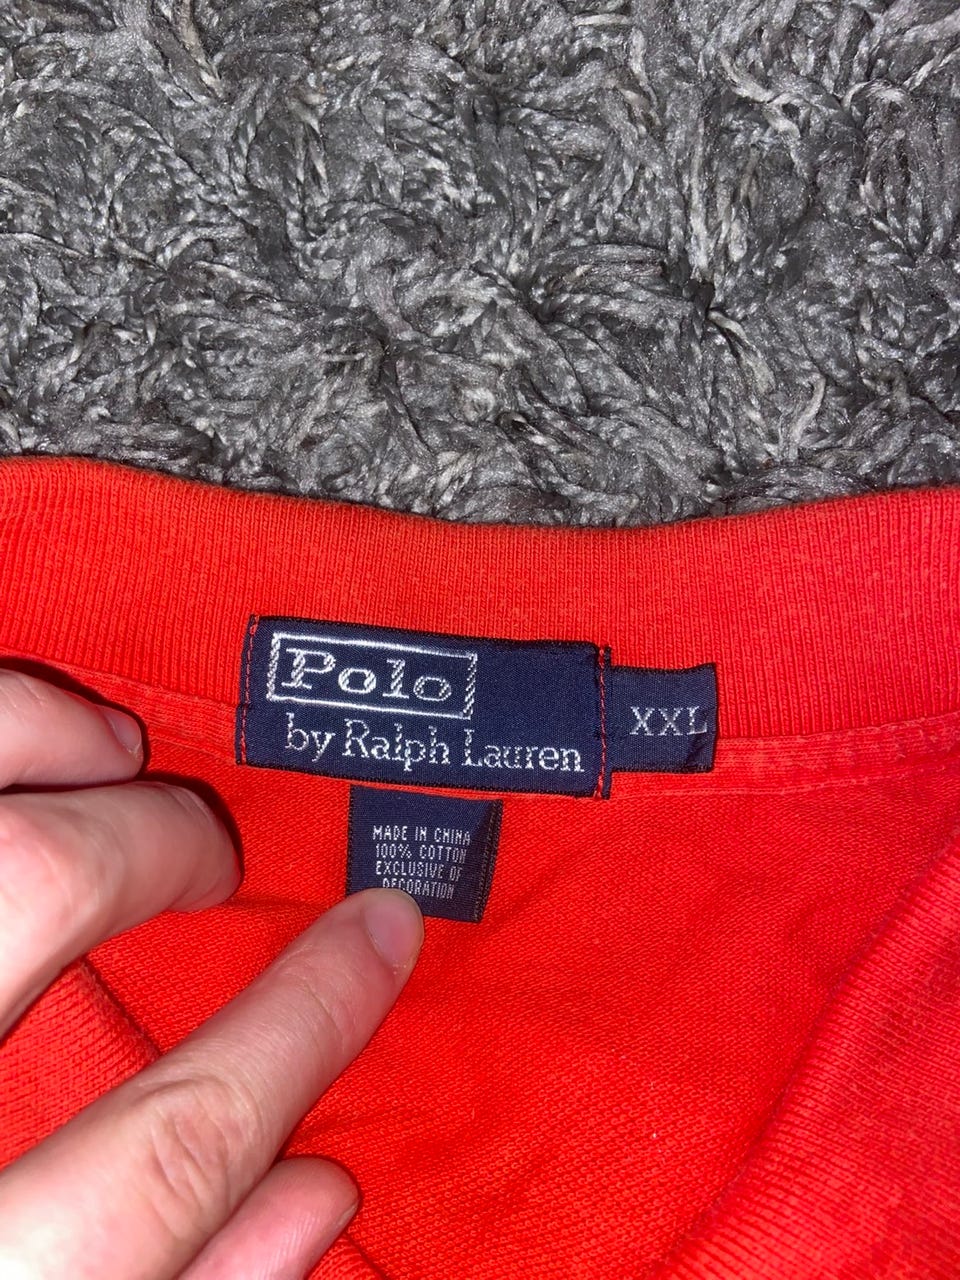 Polo
by Ralph Lauren
XXL
MADE IN CHINA
100% COTTON
EXCLUSIVE OF
DECORATION